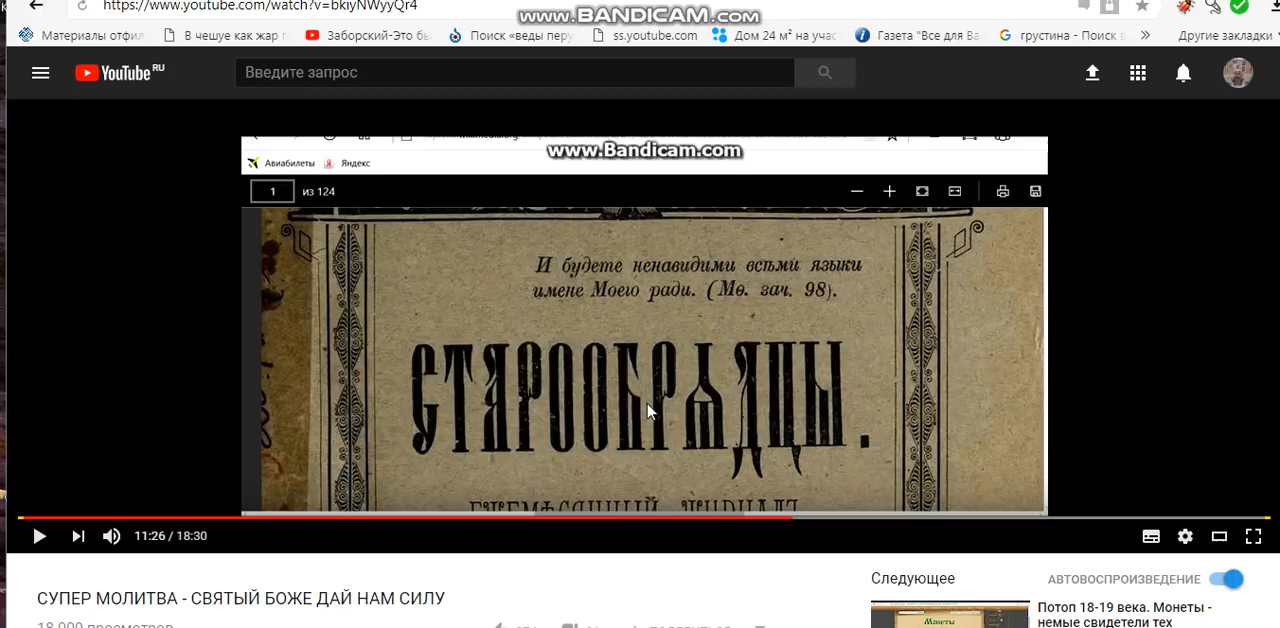 https://www.youtube.com/watch?v=bkiyNWyyQr4
www.BANDICAM.com
Материалы отфил
В чешуе как жар г
Заборский-Это бы
Поиск «веды перу
ss.youtube.com
Дом 24 м² на учас
Газета "Все для Ва
грустина - Поиск в
Другие закладки
YouTube RU
Введите запрос
www.Bandicam.com
Авиабилеты
Яндекс
1 из 124
И будете ненавидими всѣми языки
имене Моего ради. (Мѳ. зач. 98).
СТАРООБРѦДЦЫ.
11:26 / 18:30
СУПЕР МОЛИТВА - СВЯТЫЙ БОЖЕ ДАЙ НАМ СИЛУ
Следующее
АВТОВОСПРОИЗВЕДЕНИЕ
Потоп 18-19 века. Монеты -
немые свидетели тех
Монеты